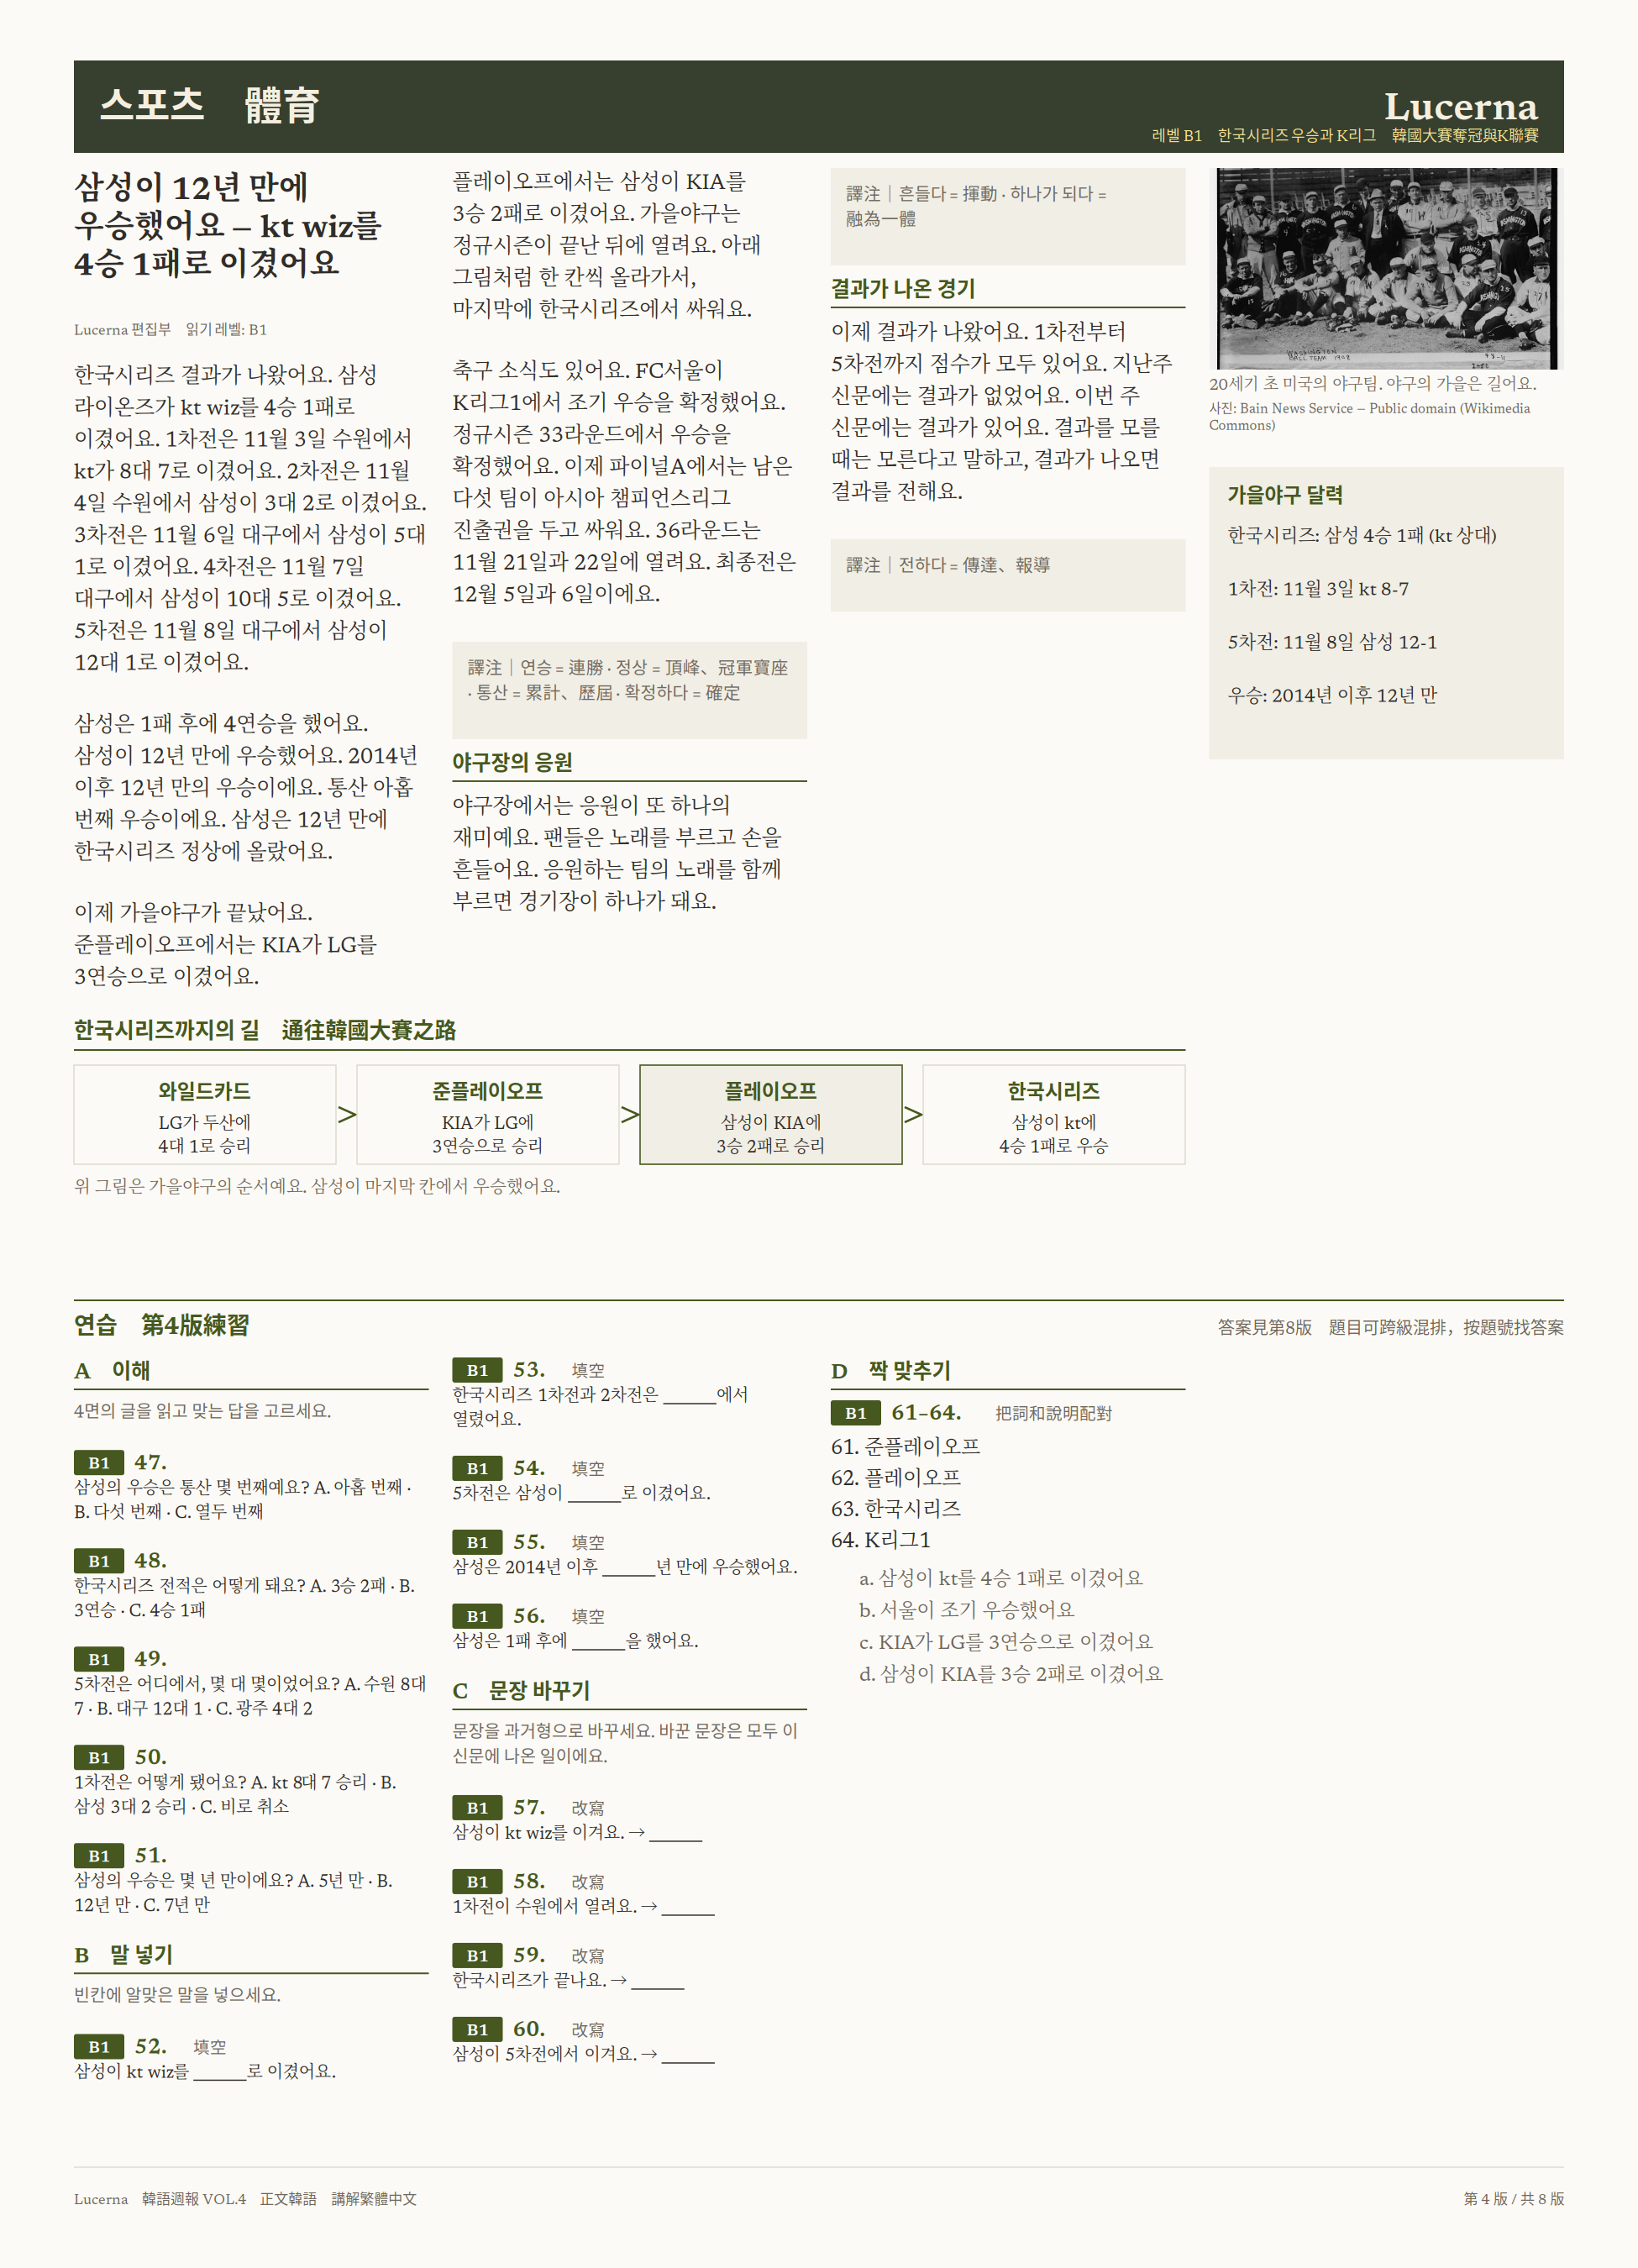 스포츠 體育
Lucerna
레벨 B1 한국시리즈 우승과 K리그 韓國大賽奪冠與K聯賽
삼성이 12년 만에
우승했어요 – kt wiz를
4승 1패로 이겼어요
Lucerna 편집부 읽기 레벨: B1
한국시리즈 결과가 나왔어요. 삼성
라이온즈가 kt wiz를 4승 1패로
이겼어요. 1차전은 11월 3일 수원에서
kt가 8대 7로 이겼어요. 2차전은 11월
4일 수원에서 삼성이 3대 2로 이겼어요.
3차전은 11월 6일 대구에서 삼성이 5대
1로 이겼어요. 4차전은 11월 7일
대구에서 삼성이 10대 5로 이겼어요.
5차전은 11월 8일 대구에서 삼성이
12대 1로 이겼어요.
삼성은 1패 후에 4연승을 했어요.
삼성이 12년 만에 우승했어요. 2014년
이후 12년 만의 우승이에요. 통산 아홉
번째 우승이에요. 삼성은 12년 만에
한국시리즈 정상에 올랐어요.
이제 가을야구가 끝났어요.
준플레이오프에서는 KIA가 LG를
3연승으로 이겼어요.
플레이오프에서는 삼성이 KIA를
3승 2패로 이겼어요. 가을야구는
정규시즌이 끝난 뒤에 열려요. 아래
그림처럼 한 칸씩 올라가서,
마지막에 한국시리즈에서 싸워요.
축구 소식도 있어요. FC서울이
K리그1에서 조기 우승을 확정했어요.
정규시즌 33라운드에서 우승을
확정했어요. 이제 파이널A에서는 남은
다섯 팀이 아시아 챔피언스리그
진출권을 두고 싸워요. 36라운드는
11월 21일과 22일에 열려요. 최종전은
12월 5일과 6일이에요.
譯注｜연승 = 連勝 · 정상 = 頂峰、冠軍寶座
· 통산 = 累計、歷屆 · 확정하다 = 確定
야구장의 응원
야구장에서는 응원이 또 하나의
재미예요. 팬들은 노래를 부르고 손을
흔들어요. 응원하는 팀의 노래를 함께
부르면 경기장이 하나가 돼요.
譯注｜흔들다 = 揮動 · 하나가 되다 =
融為一體
결과가 나온 경기
이제 결과가 나왔어요. 1차전부터
5차전까지 점수가 모두 있어요. 지난주
신문에는 결과가 없었어요. 이번 주
신문에는 결과가 있어요. 결과를 모를
때는 모른다고 말하고, 결과가 나오면
결과를 전해요.
譯注｜전하다 = 傳達、報導
WASHINGTON
BALL TEAM 1908
20세기 초 미국의 야구팀. 야구의 가을은 길어요.
사진: Bain News Service – Public domain (Wikimedia
Commons)
가을야구 달력
한국시리즈: 삼성 4승 1패 (kt 상대)
1차전: 11월 3일 kt 8-7
5차전: 11월 8일 삼성 12-1
우승: 2014년 이후 12년 만
한국시리즈까지의 길 通往韓國大賽之路
와일드카드
LG가 두산에
4대 1로 승리
>
준플레이오프
KIA가 LG에
3연승으로 승리
>
플레이오프
삼성이 KIA에
3승 2패로 승리
>
한국시리즈
삼성이 kt에
4승 1패로 우승
위 그림은 가을야구의 순서예요. 삼성이 마지막 칸에서 우승했어요.
연습 第4版練習
答案見第8版 題目可跨級混排，按題號找答案
A 이해
4면의 글을 읽고 맞는 답을 고르세요.
B1 47.
삼성의 우승은 통산 몇 번째예요? A. 아홉 번째 ·
B. 다섯 번째 · C. 열두 번째
B1 48.
한국시리즈 전적은 어떻게 돼요? A. 3승 2패 · B.
3연승 · C. 4승 1패
B1 49.
5차전은 어디에서, 몇 대 몇이었어요? A. 수원 8대
7 · B. 대구 12대 1 · C. 광주 4대 2
B1 50.
1차전은 어떻게 됐어요? A. kt 8대 7 승리 · B.
삼성 3대 2 승리 · C. 비로 취소
B1 51.
삼성의 우승은 몇 년 만이에요? A. 5년 만 · B.
12년 만 · C. 7년 만
B 말 넣기
빈칸에 알맞은 말을 넣으세요.
B1 52. 填空
삼성이 kt wiz를 ______로 이겼어요.
B1 53. 填空
한국시리즈 1차전과 2차전은 ______에서
열렸어요.
B1 54. 填空
5차전은 삼성이 ______로 이겼어요.
B1 55. 填空
삼성은 2014년 이후 ______년 만에 우승했어요.
B1 56. 填空
삼성은 1패 후에 ______을 했어요.
C 문장 바꾸기
문장을 과거형으로 바꾸세요. 바꾼 문장은 모두 이
신문에 나온 일이에요.
B1 57. 改寫
삼성이 kt wiz를 이겨요. → ______
B1 58. 改寫
1차전이 수원에서 열려요. → ______
B1 59. 改寫
한국시리즈가 끝나요. → ______
B1 60. 改寫
삼성이 5차전에서 이겨요. → ______
D 짝 맞추기
B1 61–64. 把詞和說明配對
61. 준플레이오프
62. 플레이오프
63. 한국시리즈
64. K리그1
a. 삼성이 kt를 4승 1패로 이겼어요
b. 서울이 조기 우승했어요
c. KIA가 LG를 3연승으로 이겼어요
d. 삼성이 KIA를 3승 2패로 이겼어요
Lucerna 韓語週報 VOL.4 正文韓語 講解繁體中文
第 4 版 / 共 8 版